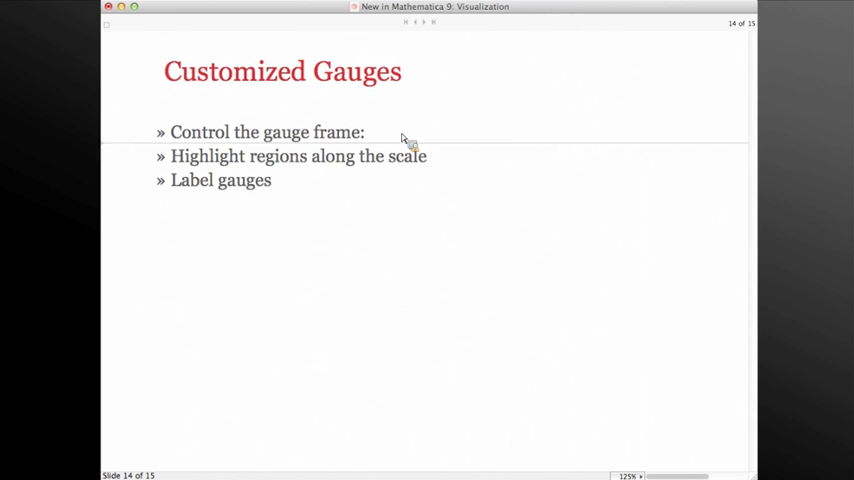 New in Mathematica 9: Visualization
14 of 15
Customized Gauges
» Control the gauge frame:
» Highlight regions along the scale
» Label gauges
Slide 14 of 15
125%